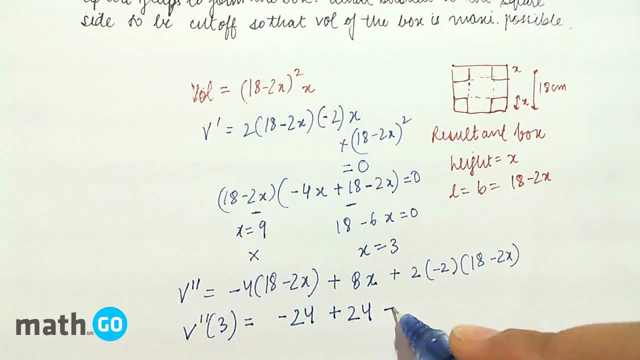 side to be cutoff so that vol of the box is maxi. possible.
Vol = (18-2x)² x
V' = 2(18-2x)(-2)x
+(18-2x)²
= 0
(18-2x)(-4x+18-2x)=0
x=9 18-6x=0
× x=3
V'' = -4(18-2x) + 8x + 2(-2)(18-2x)
V''(3) = -24 + 24 -
x
18cm
x
Resultant box
height = x
l = b = 18-2x
math.GO